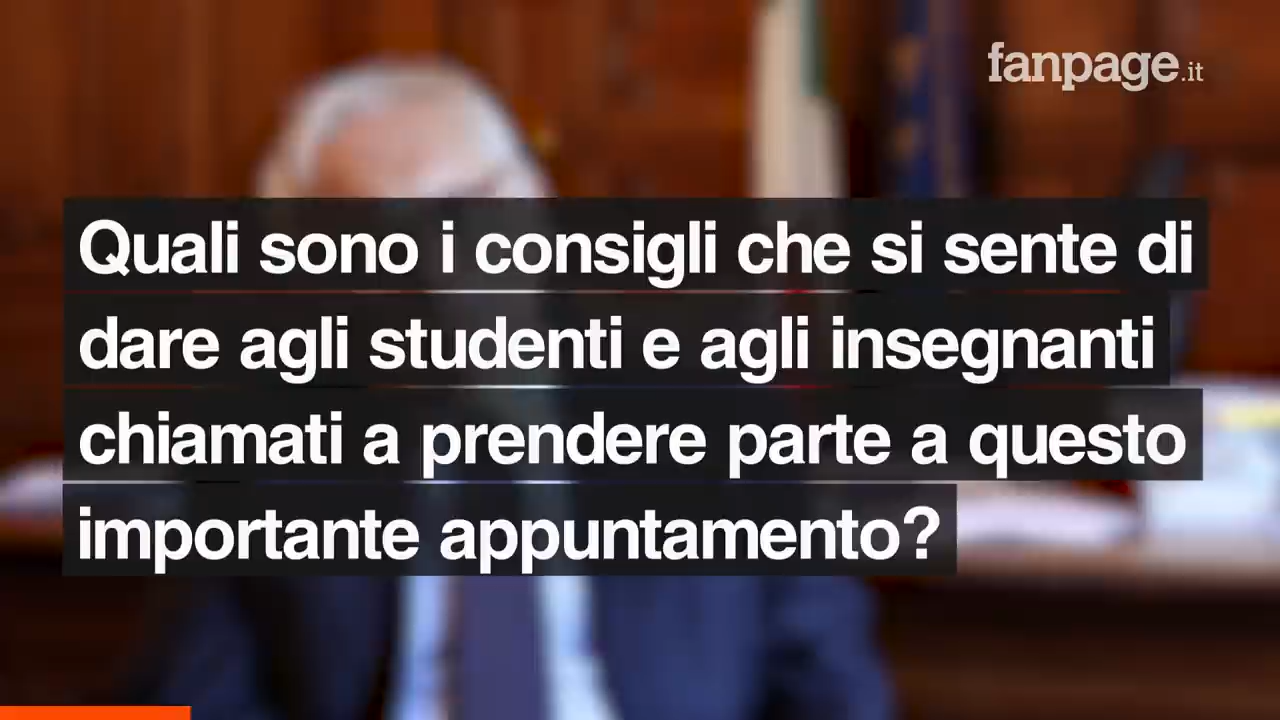 fanpage.it
Quali sono i consigli che si sente di
dare agli studenti e agli insegnanti
chiamati a prendere parte a questo
importante appuntamento?